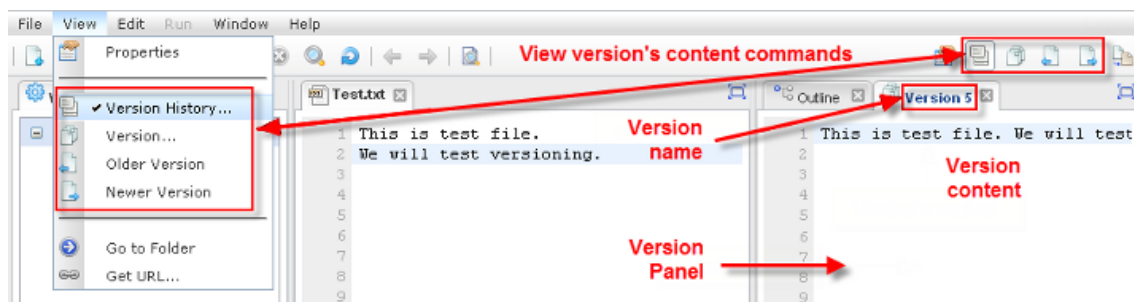 File View Edit Run Window Help
Properties
✔ Version History...
Version...
Older Version
Newer Version
Go to Folder
Get URL...
View version's content commands
Test.txt
1 This is test file.
2 We will test versioning.
3
4
5
6
7
8
9
Version
name
Version
Panel
Outline Version 5
1 This is test file. We will test
2
3
4
5
6
7
8
9
Version
content